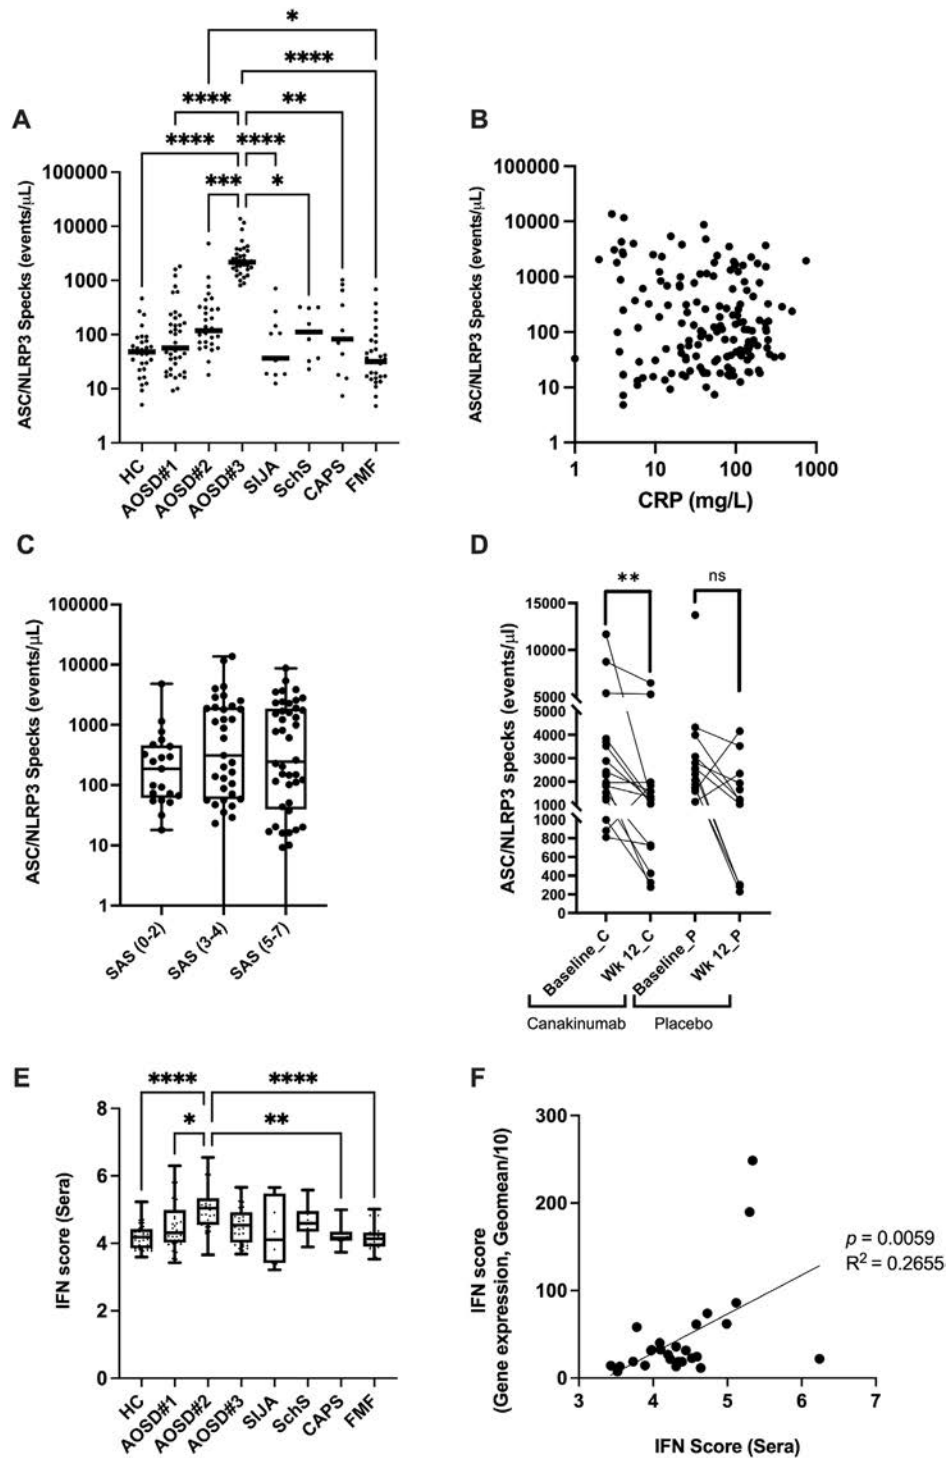 A
*
****
****
**
****
****
***
*
ASC/NLRP3 Specks (events/μL)
100000
10000
1000
100
10
1
HC
AOSD#1
AOSD#2
AOSD#3
SIJA
SchS
CAPS
FMF
B
ASC/NLRP3 Specks (events/μL)
100000
10000
1000
100
10
1
1
10
100
1000
CRP (mg/L)
C
ASC/NLRP3 Specks (events/μL)
100000
10000
1000
100
10
1
SAS (0-2)
SAS (3-4)
SAS (5-7)
D
**
ns
ASC/NLRP3 specks (events/μl)
15000
10000
5000
5000
4000
3000
2000
1000
1000
800
600
400
200
0
Baseline_C
Wk 12_C
Baseline_P
Wk 12_P
Canakinumab
Placebo
E
****
****
*
**
IFN score (Sera)
8
6
4
2
0
HC
AOSD#1
AOSD#2
AOSD#3
SIJA
SchS
CAPS
FMF
F
IFN score
(Gene expression, Geomean/10)
300
200
100
0
p = 0.0059
R2 = 0.2655
3
4
5
6
7
IFN Score (Sera)